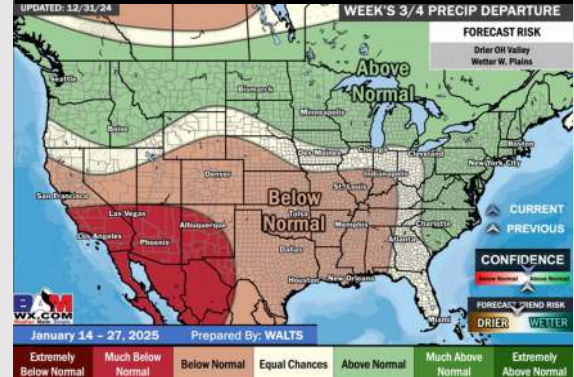 UPDATED: 12/31/24
WEEK'S 3/4 PRECIP DEPARTURE
FORECAST RISK
Drier OH Valley
Wetter W. Plains
Above
Normal
Seattle
Bismarck
Minneapolis
Boise
Boston
Des Moines
Chicago
Cleveland
New York City
Denver
Indianapolis
St. Louis
San Francisco
Below
Normal
Las Vegas
Tulsa
Los Angeles
Albuquerque
Memphis
Charlotte
Phoenix
Atlanta
Dallas
Houston
New Orleans
Miami
CURRENT
PREVIOUS
CONFIDENCE
Below Normal
Above Normal
FORECAST TREND RISK
DRIER
WETTER
BAM
WX.COM
January 14 – 27, 2025
Prepared By: WALTS
Extremely Below Normal
Much Below Normal
Below Normal
Equal Chances
Above Normal
Much Above Normal
Extremely Above Normal